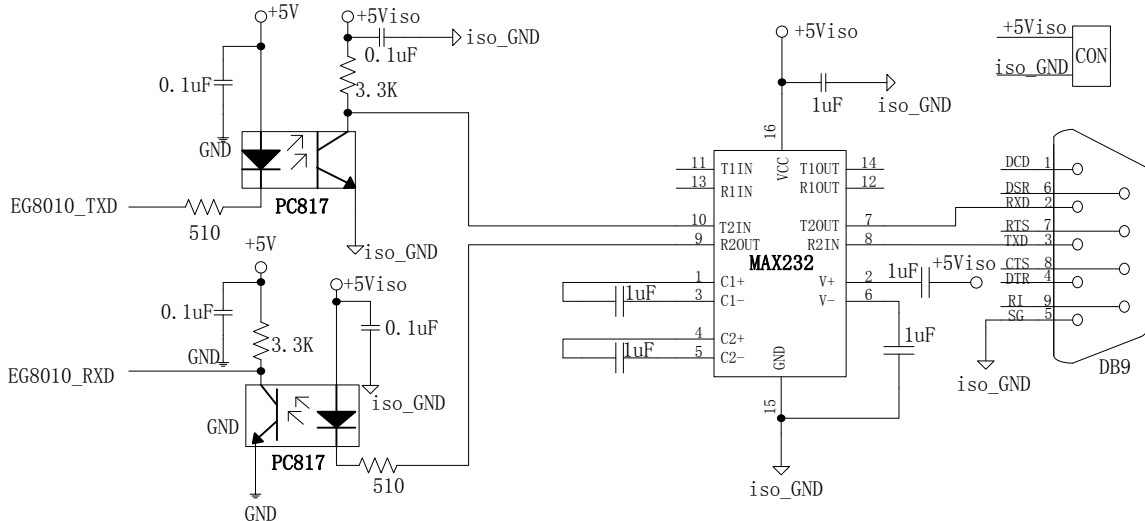 +5V
+5Viso
0.1uF
iso_GND
0.1uF
3.3K
GND
PC817
EG8010_TXD
510
iso_GND
+5V
+5Viso
0.1uF
0.1uF
3.3K
GND
EG8010_RXD
iso_GND
GND
PC817
510
GND
+5Viso
1uF
iso_GND
16
VCC
11 T1IN T1OUT 14
13 R1IN R1OUT 12
10 T2IN T2OUT 7
9 R2OUT R2IN 8
MAX232
1 C1+ V+ 2
3 C1- V- 6
4 C2+
5 C2-
1uF
1uF
1uF
+5Viso
1uF
GND
15
iso_GND
+5Viso
iso_GND
CON
DCD 1
DSR 6
RXD 2
RTS 7
TXD 3
CTS 8
DTR 4
RI 9
SG 5
iso_GND
DB9